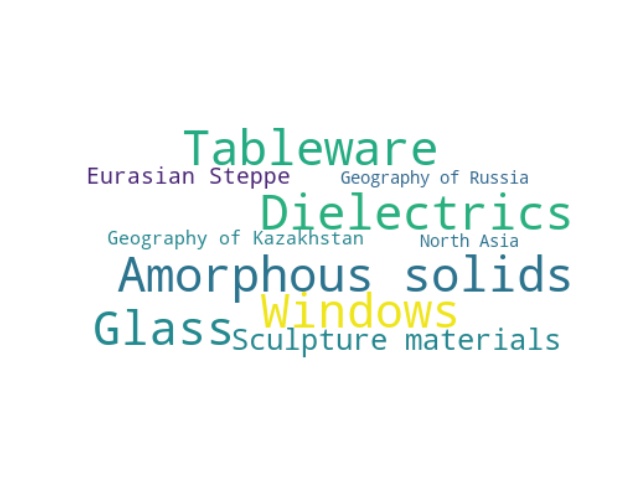 Tableware
Eurasian Steppe
Geography of Russia
Dielectrics
Geography of Kazakhstan
North Asia
Amorphous solids
Windows
Glass
Sculpture materials